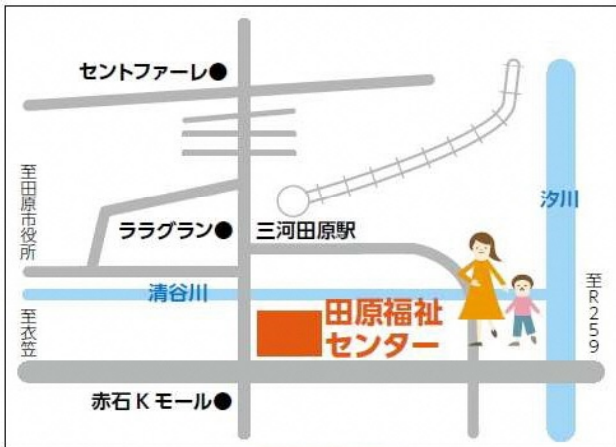 セントファーレ
至田原市役所
ララグラン
三河田原駅
汐川
清谷川
至衣笠
田原福祉
センター
至R259
赤石Kモール